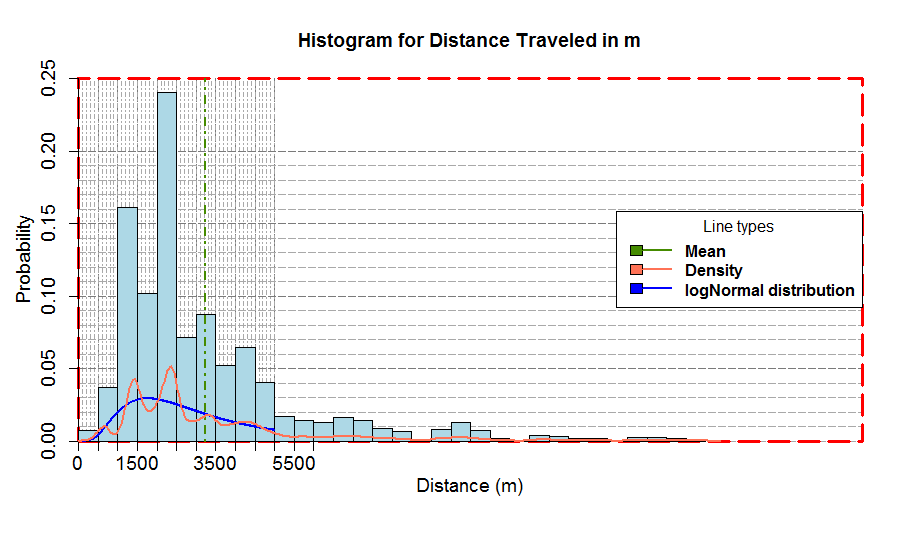 Histogram for Distance Traveled in m
Probability
0.25
0.20
0.15
0.10
0.05
0.00
Line types
Mean
Density
logNormal distribution
0 1500 3500 5500
Distance (m)